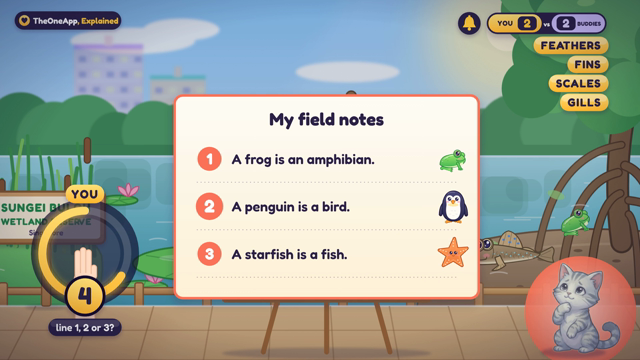 TheOneApp, Explained
YOU 2 vs 2 BUDDIES
FEATHERS
FINS
SCALES
GILLS
My field notes
1 A frog is an amphibian.
2 A penguin is a bird.
3 A starfish is a fish.
SUNGEI
WETLAND
YOU
4
line 1, 2 or 3?